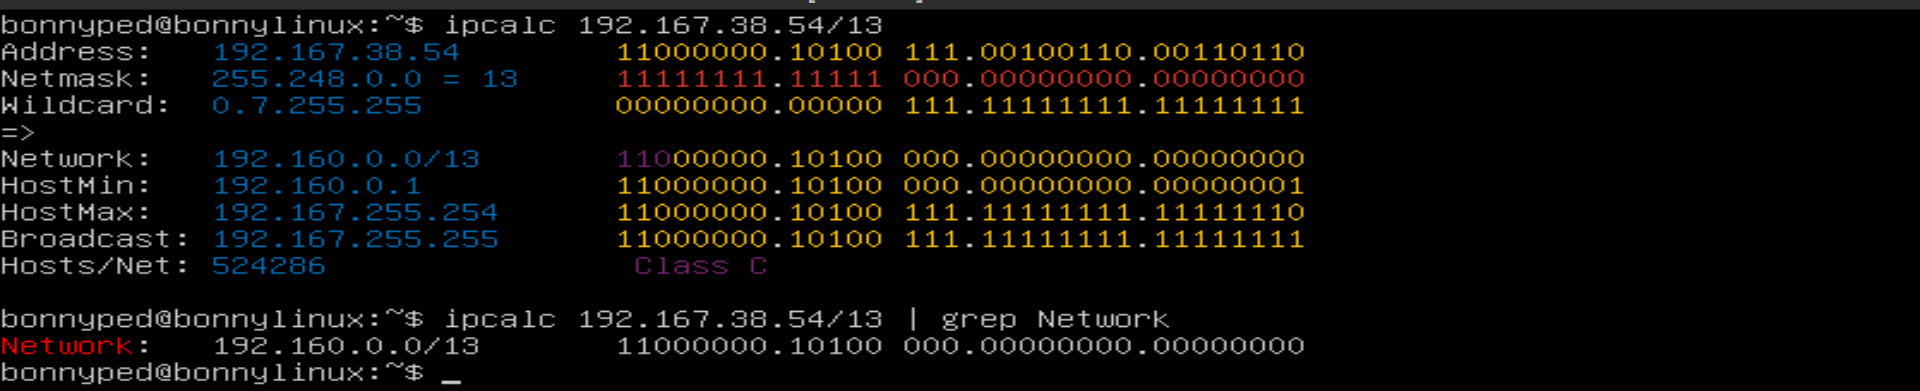 bonnyped@bonnylinux:~$ ipcalc 192.167.38.54/13
Address:   192.167.38.54         11000000.10100 111.00100110.00110110
Netmask:   255.248.0.0 = 13      11111111.11111 000.00000000.00000000
Wildcard:  0.7.255.255           00000000.00000 111.11111111.11111111
=>
Network:   192.160.0.0/13        11000000.10100 000.00000000.00000000
HostMin:   192.160.0.1           11000000.10100 000.00000000.00000001
HostMax:   192.167.255.254       11000000.10100 111.11111111.11111110
Broadcast: 192.167.255.255       11000000.10100 111.11111111.11111111
Hosts/Net: 524286                 Class C
bonnyped@bonnylinux:~$ ipcalc 192.167.38.54/13 | grep Network
Network:   192.160.0.0/13        11000000.10100 000.00000000.00000000
bonnyped@bonnylinux:~$ _